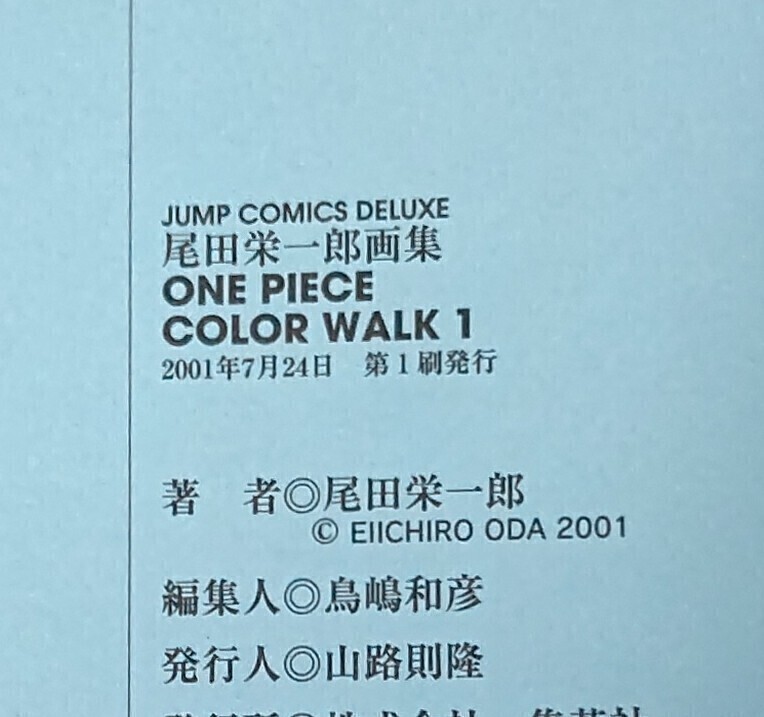 JUMP COMICS DELUXE
尾田栄一郎画集
ONE PIECE
COLOR WALK 1
2001年7月24日　第1刷発行
著　者◎尾田栄一郎
© EIICHIRO ODA 2001
編集人◎鳥嶋和彦
発行人◎山路則隆